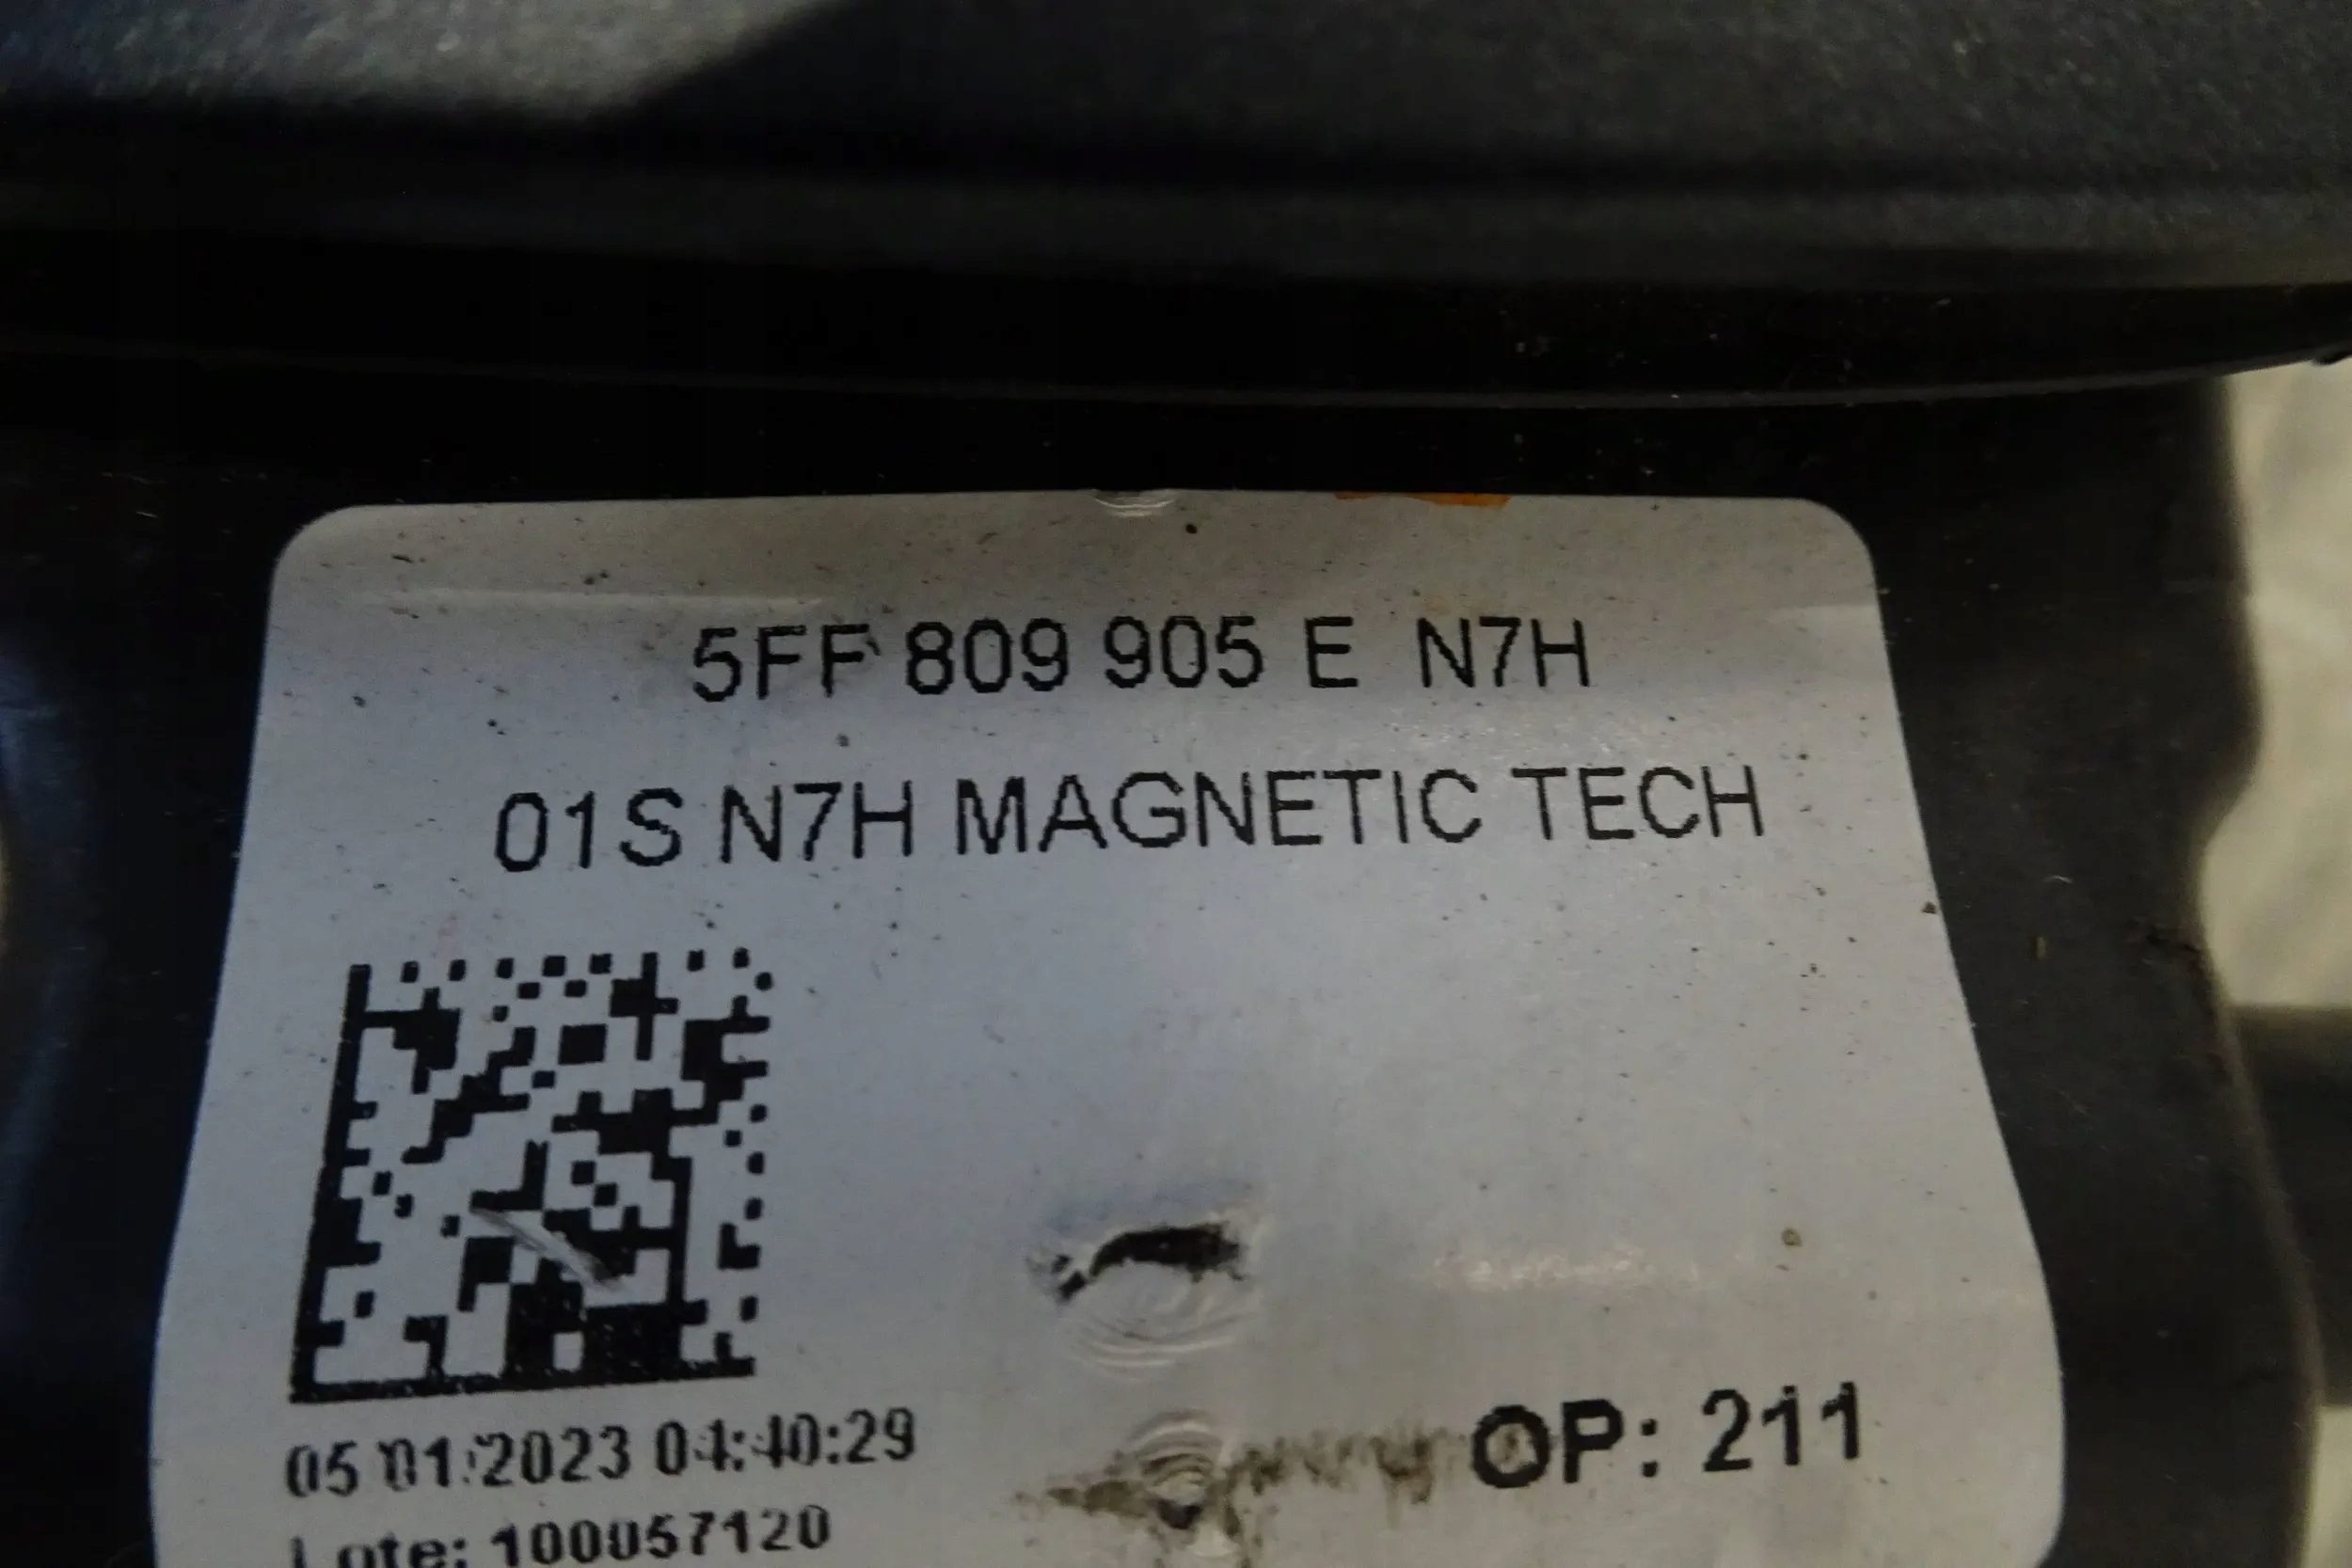 5FF 809 905 E N7H
01S N7H MAGNETIC TECH
05/01/2023 04:40:29
OP: 211
Lote: 100057120